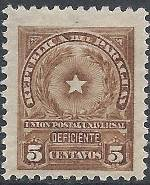 REPUBLICA DEL PARAGUAY
UNION POSTAL UNIVERSAL
DEFICIENTE
5 CENTAVOS 5